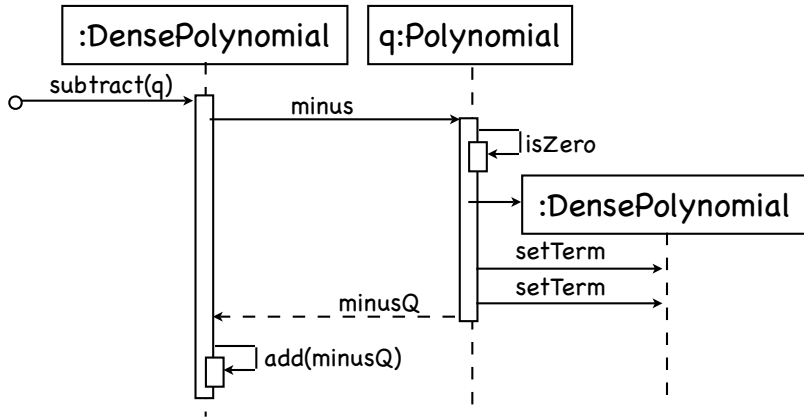 :DensePolynomial
q:Polynomial
subtract(q)
minus
isZero
:DensePolynomial
setTerm
setTerm
minusQ
add(minusQ)